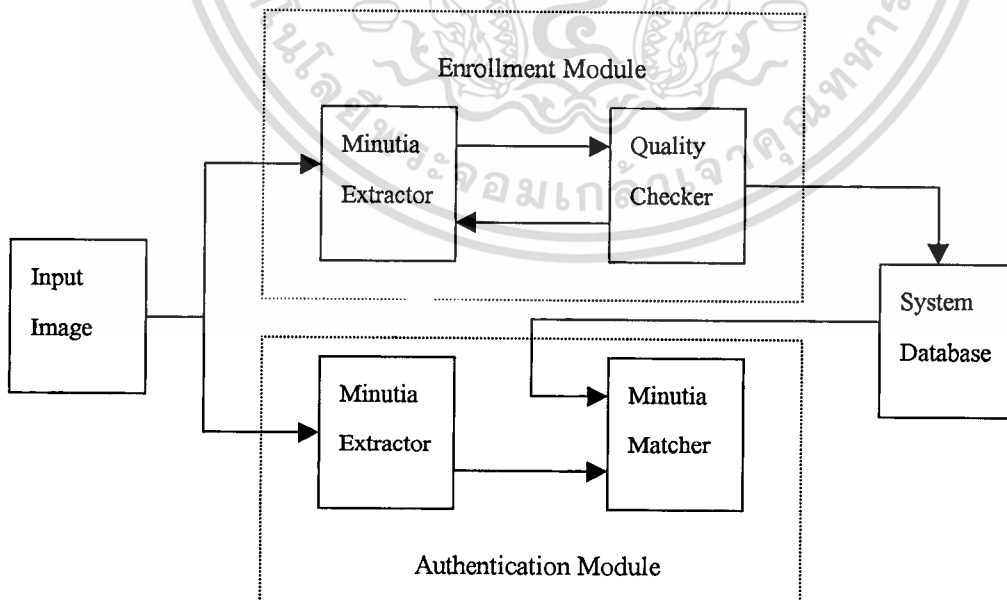 Enrollment Module
Minutia
Extractor
Quality
Checker
Input
Image
System
Database
Minutia
Extractor
Minutia
Matcher
Authentication Module